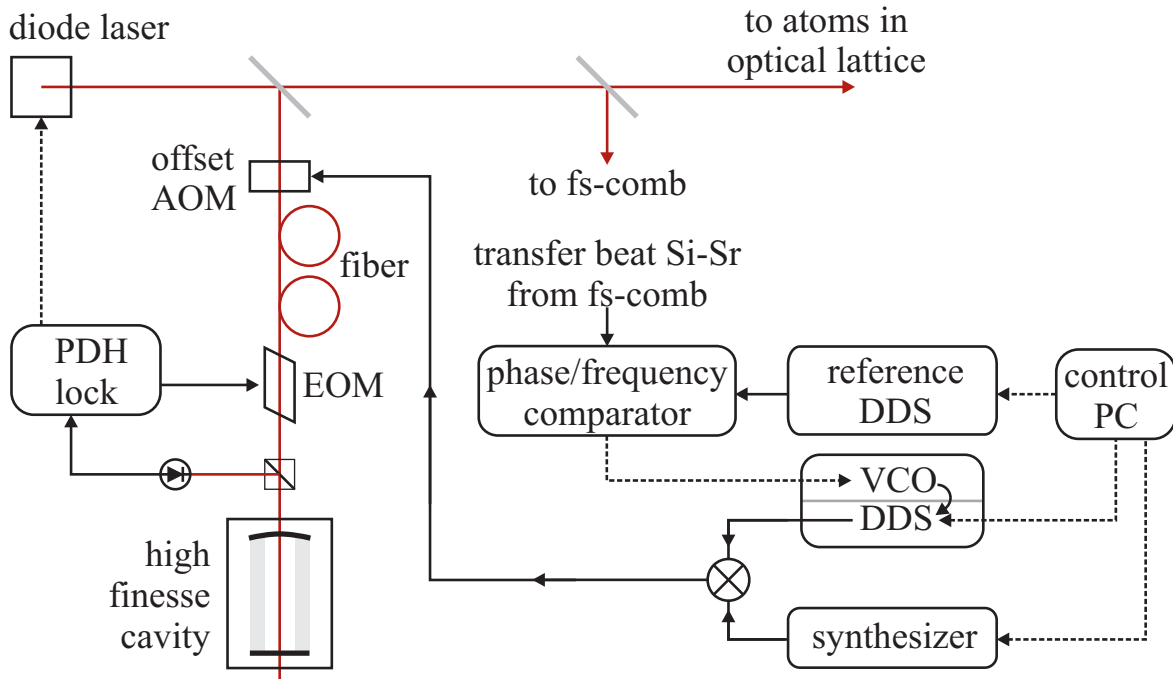 diode laser
to atoms in
optical lattice
offset
AOM
to fs-comb
fiber
transfer beat Si-Sr
from fs-comb
PDH
lock
EOM
phase/frequency
comparator
reference
DDS
control
PC
VCO
DDS
high
finesse
cavity
synthesizer